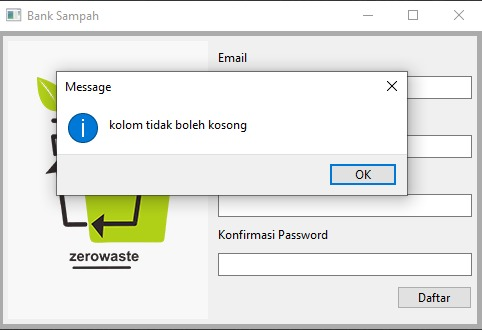 Bank Sampah
Email
Message
kolom tidak boleh kosong
OK
Konfirmasi Password
zerowaste
Daftar